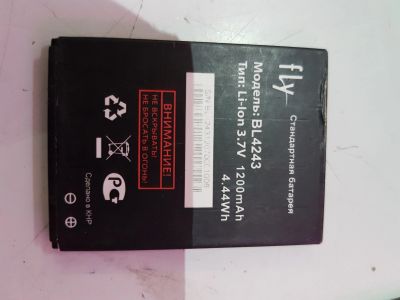 fly
Стандартная батарея
Модель: BL4243
Тип: Li-Ion 3.7V 1200mAh
4.44Wh
ВНИМАНИЕ!
НЕ ВСКРЫВАТЬ!
НЕ БРОСАТЬ В ОГОНЬ!
Сделано в КНР